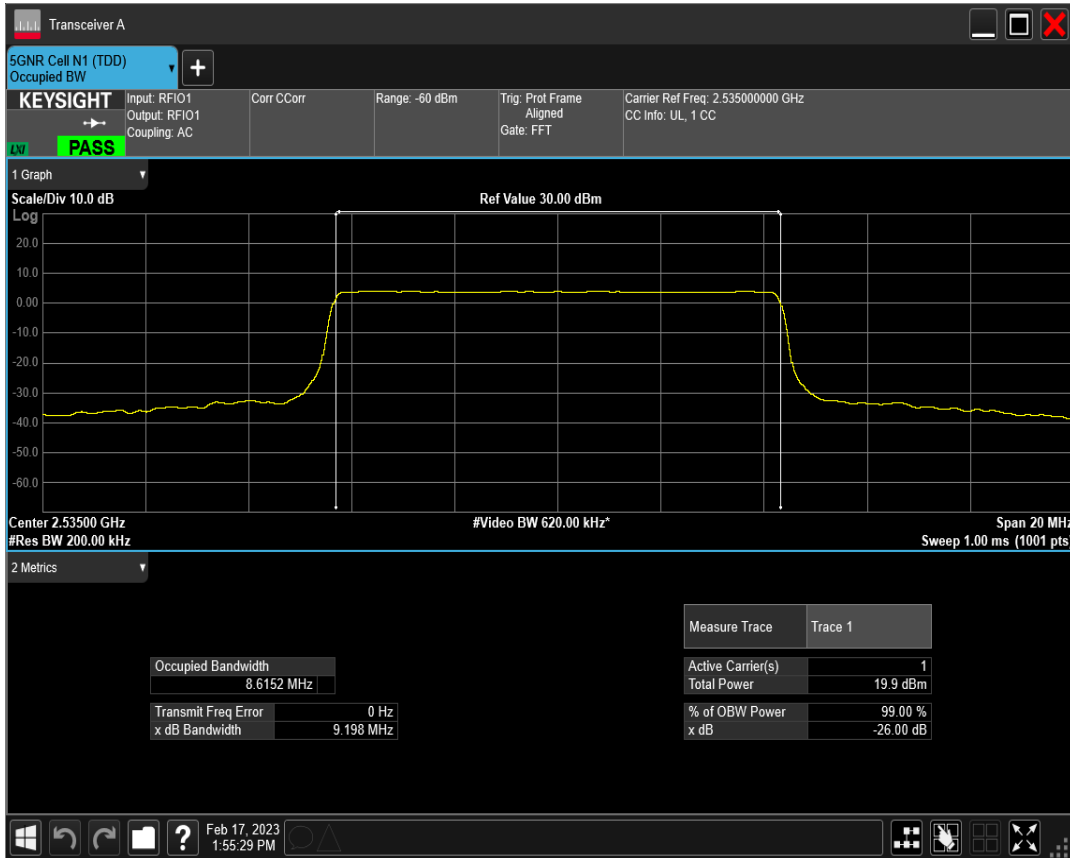 Transceiver A
5GNR Cell N1 (TDD)
Occupied BW
+
KEYSIGHT
LXI
PASS
Input: RFIO1
Output: RFIO1
Coupling: AC
Corr CCorr
Range: -60 dBm
Trig: Prot Frame
Aligned
Gate: FFT
Carrier Ref Freq: 2.535000000 GHz
CC Info: UL, 1 CC
1 Graph
Scale/Div 10.0 dB
Ref Value 30.00 dBm
Log
20.0
10.0
0.00
-10.0
-20.0
-30.0
-40.0
-50.0
-60.0
Center 2.53500 GHz
#Video BW 620.00 kHz*
Span 20 MHz
#Res BW 200.00 kHz
Sweep 1.00 ms (1001 pts)
2 Metrics
Measure Trace Trace 1
Occupied Bandwidth
8.6152 MHz
Active Carrier(s) 1
Total Power 19.9 dBm
Transmit Freq Error 0 Hz
x dB Bandwidth 9.198 MHz
% of OBW Power 99.00 %
x dB -26.00 dB
?
Feb 17, 2023
1:55:29 PM